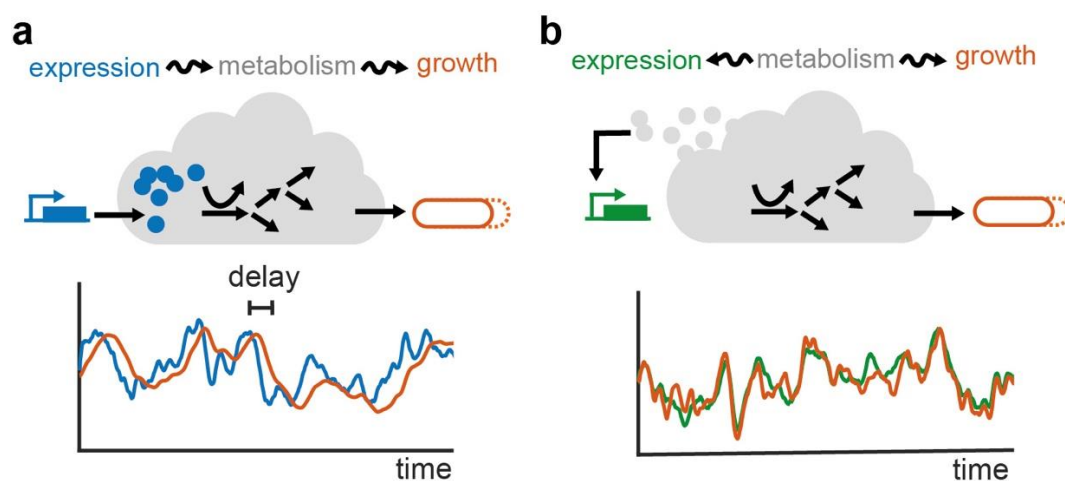 a
expression metabolism growth
delay
time
b
expression metabolism growth
time